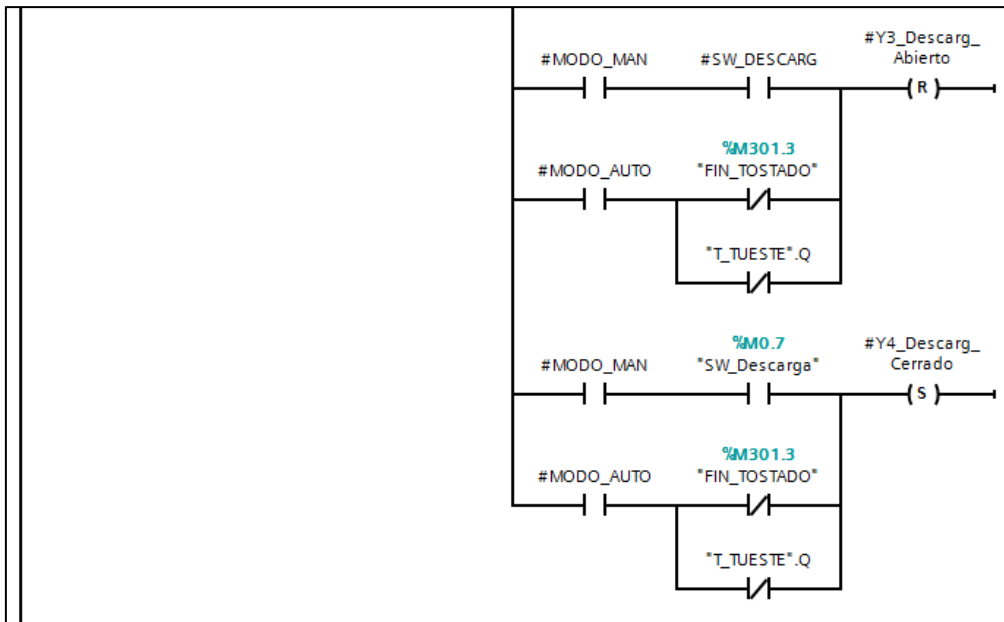 #Y3_Descarg_
#MODO_MAN #SW_DESCARG Abierto
R
%M301.3
#MODO_AUTO "FIN_TOSTADO"
"T_TUESTE".Q
%M0.7 #Y4_Descarg_
#MODO_MAN "SW_Descarga" Cerrado
S
%M301.3
#MODO_AUTO "FIN_TOSTADO"
"T_TUESTE".Q